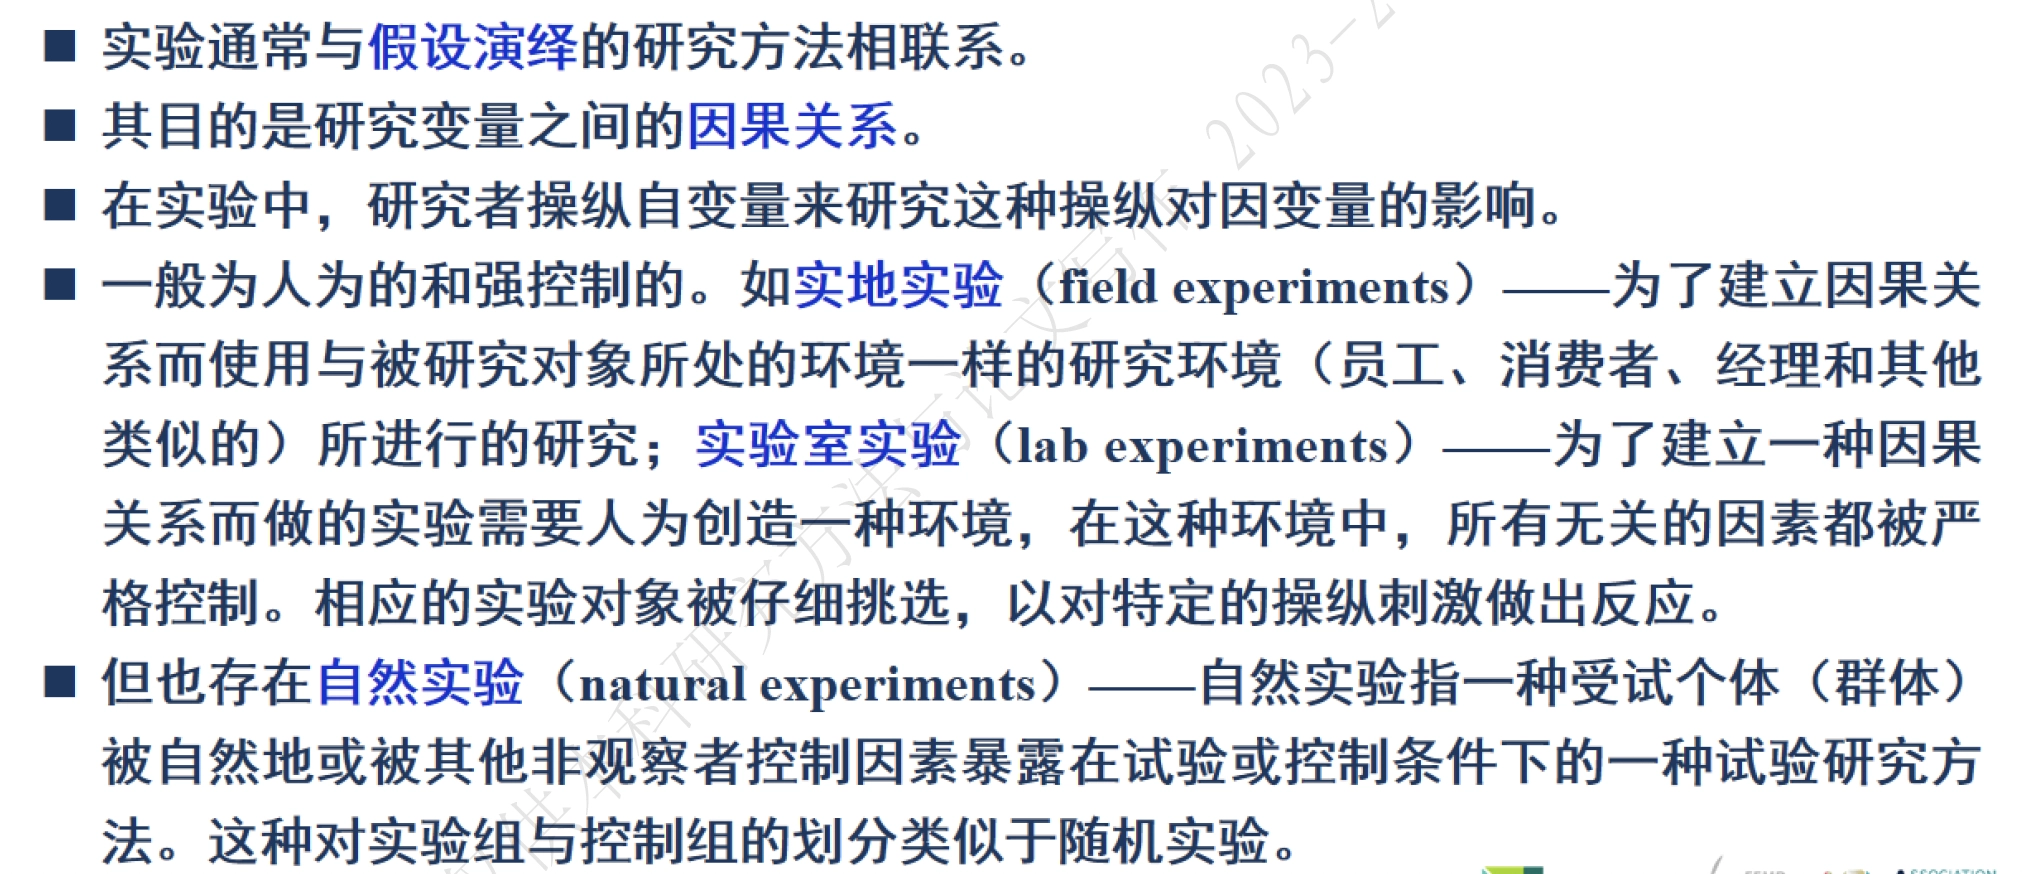 ■ 实验通常与假设演绎的研究方法相联系。
■ 其目的是研究变量之间的因果关系。
■ 在实验中，研究者操纵自变量来研究这种操纵对因变量的影响。
■ 一般为人为的和强控制的。如实地实验（field experiments）——为了建立因果关
系而使用与被研究对象所处的环境一样的研究环境（员工、消费者、经理和其他
类似的）所进行的研究；实验室实验（lab experiments）——为了建立一种因果
关系而做的实验需要人为创造一种环境，在这种环境中，所有无关的因素都被严
格控制。相应的实验对象被仔细挑选，以对特定的操纵刺激做出反应。
■ 但也存在自然实验（natural experiments）——自然实验指一种受试个体（群体）
被自然地或被其他非观察者控制因素暴露在试验或控制条件下的一种试验研究方
法。这种对实验组与控制组的划分类似于随机实验。
供本科研究方法与论文写作 2023-2